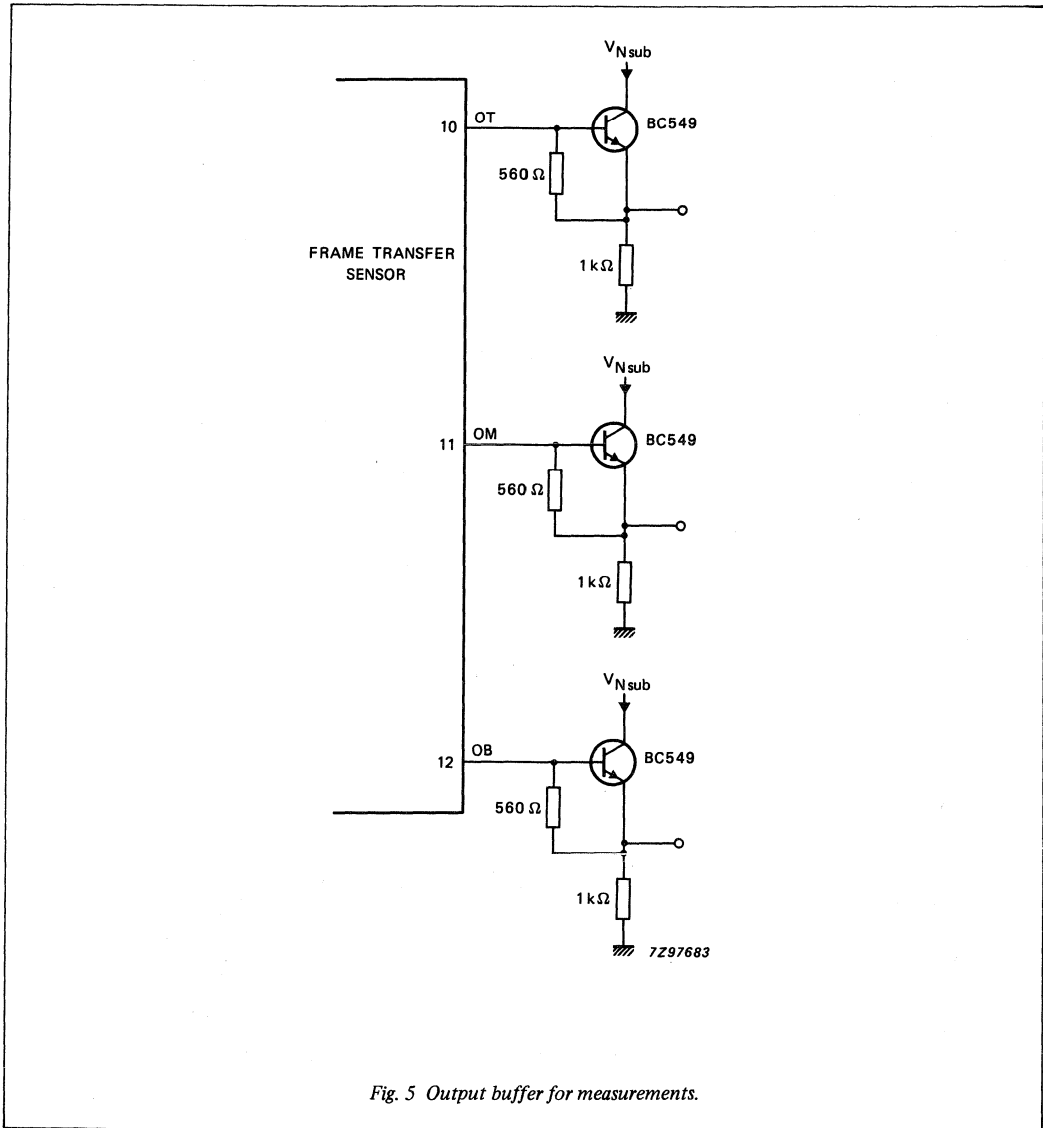 V_Nsub
10 OT
BC549
560 Ω
FRAME TRANSFER
SENSOR
1 kΩ
V_Nsub
11 OM
BC549
560 Ω
1 kΩ
V_Nsub
12 OB
BC549
560 Ω
1 kΩ
7Z97683
Fig. 5 Output buffer for measurements.